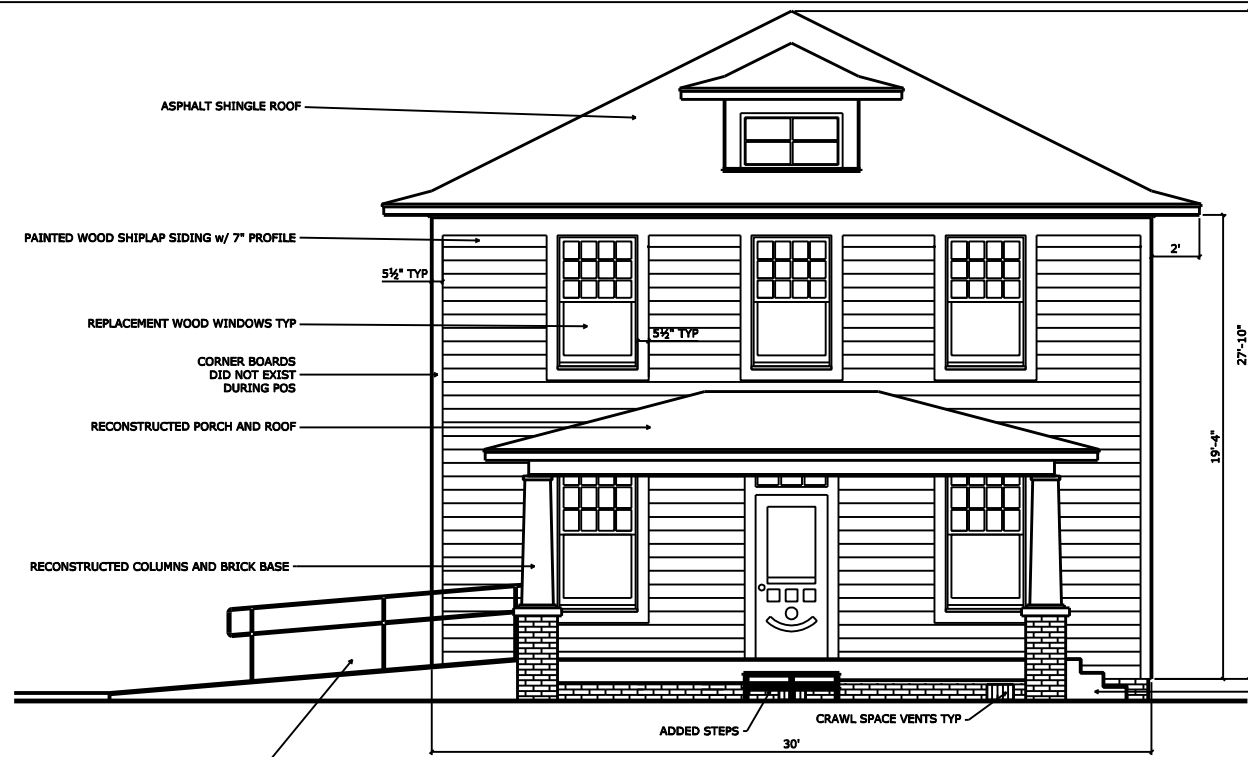 ASPHALT SHINGLE ROOF
PAINTED WOOD SHIPLAP SIDING w/ 7" PROFILE
2'
5½" TYP
REPLACEMENT WOOD WINDOWS TYP
5½" TYP
27'-10"
CORNER BOARDS
DID NOT EXIST
DURING POS
RECONSTRUCTED PORCH AND ROOF
19'-4"
RECONSTRUCTED COLUMNS AND BRICK BASE
ADDED STEPS
CRAWL SPACE VENTS TYP
30'